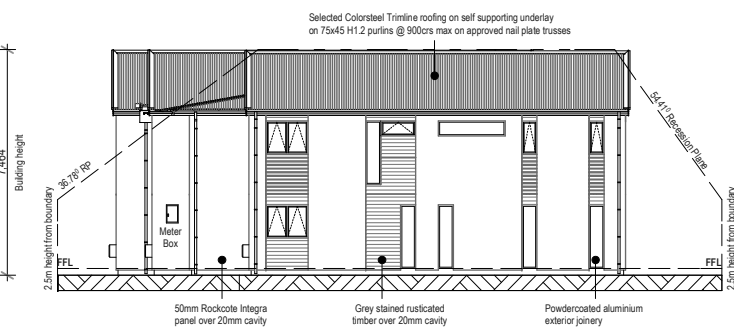 Selected Colorsteel Trimline roofing on self supporting underlay
on 75x45 H1.2 purlins @ 900crs max on approved nail plate trusses
7,464
Building height
36.78° RP
54.41° Recession Plane
2.5m height from boundary
FFL
Meter
Box
FFL
2.5m height from boundary
50mm Rockcote Integra
panel over 20mm cavity
Grey stained rusticated
timber over 20mm cavity
Powdercoated aluminium
exterior joinery